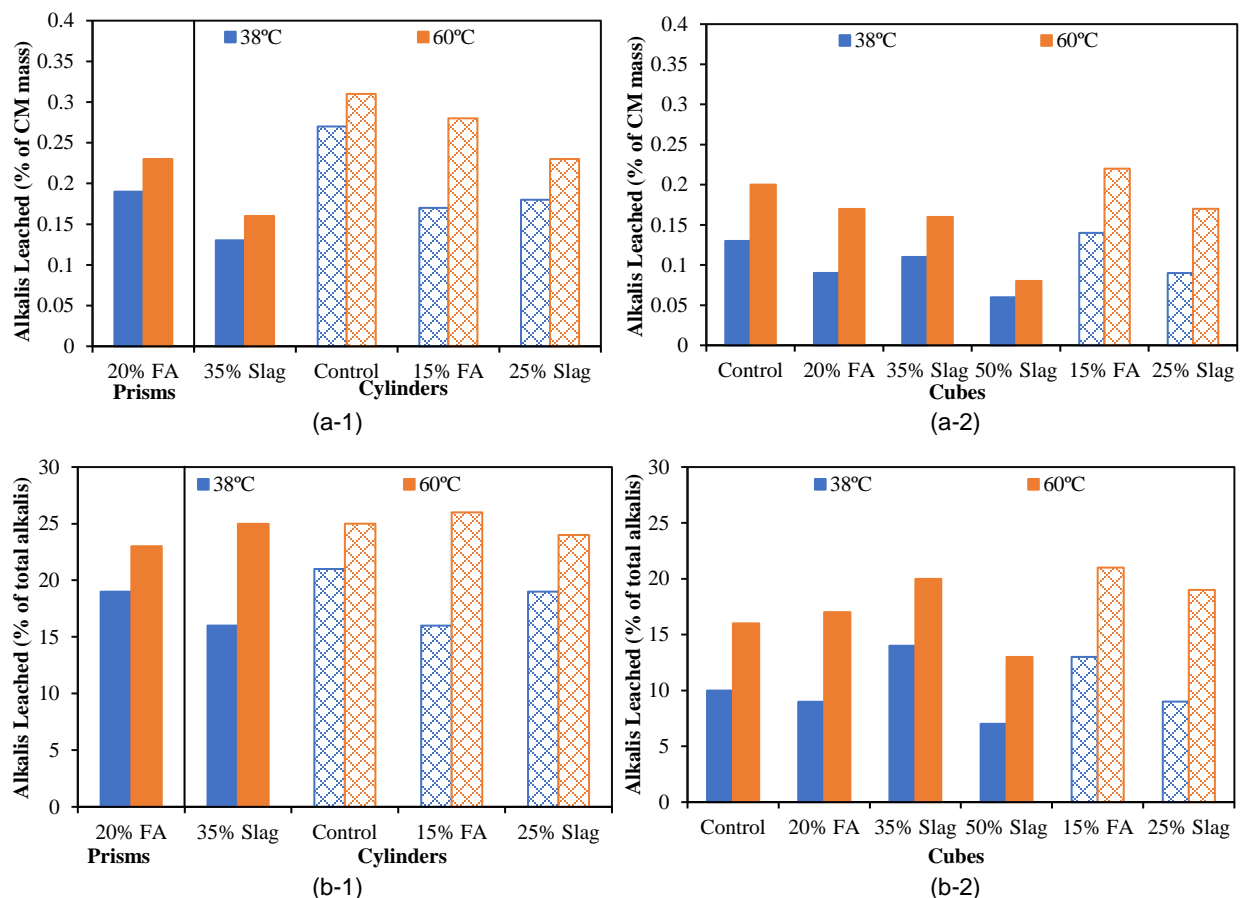 Alkalis Leached (% of CM mass)
0.4
0.35
0.3
0.25
0.2
0.15
0.1
0.05
0
38ºC
60ºC
20% FA
35% Slag
Control
15% FA
25% Slag
Prisms
Cylinders
(a-1)
Alkalis Leached (% of CM mass)
0.4
0.35
0.3
0.25
0.2
0.15
0.1
0.05
0
38ºC
60ºC
Control
20% FA
35% Slag
50% Slag
15% FA
25% Slag
Cubes
(a-2)
Alkalis Leached (% of total alkalis)
30
25
20
15
10
5
0
38ºC
60ºC
20% FA
35% Slag
Control
15% FA
25% Slag
Prisms
Cylinders
(b-1)
Alkalis Leached (% of total alkalis)
30
25
20
15
10
5
0
38ºC
60ºC
Control
20% FA
35% Slag
50% Slag
15% FA
25% Slag
Cubes
(b-2)